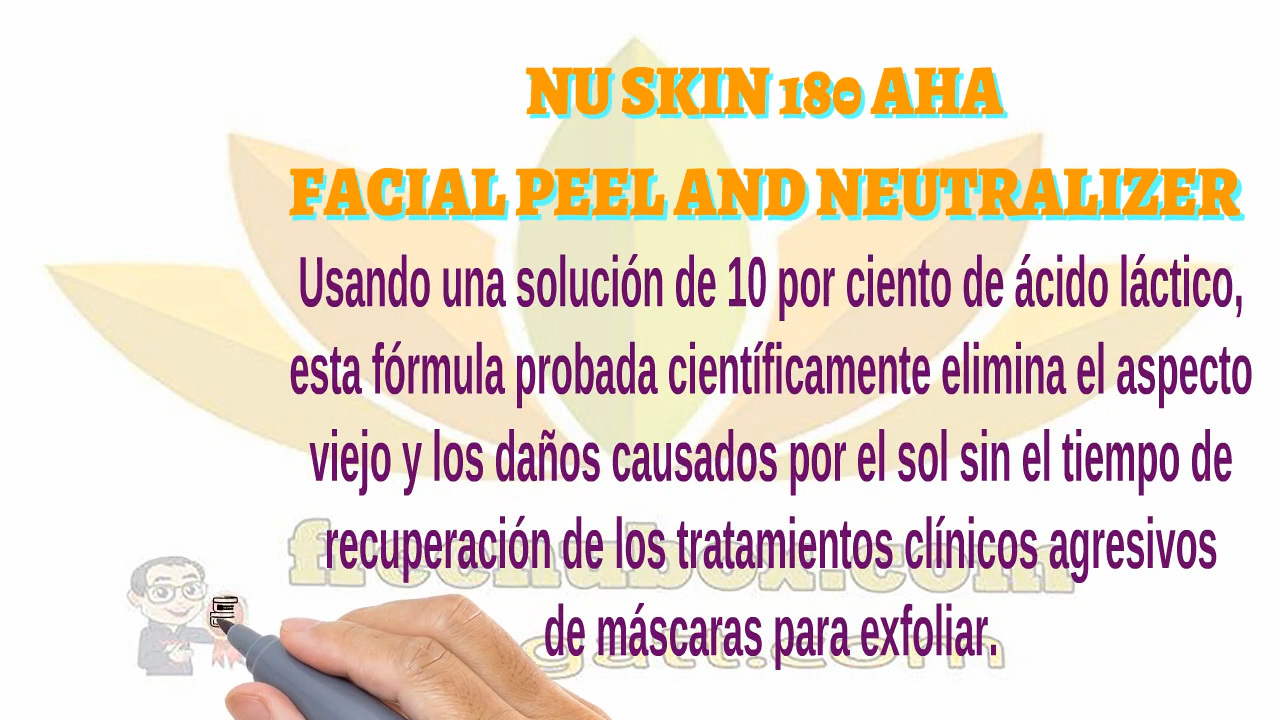 NU SKIN 180 AHA
FACIAL PEEL AND NEUTRALIZER
Usando una solución de 10 por ciento de ácido láctico,
esta fórmula probada científicamente elimina el aspecto
viejo y los daños causados por el sol sin el tiempo de
recuperación de los tratamientos clínicos agresivos
de máscaras para exfoliar.